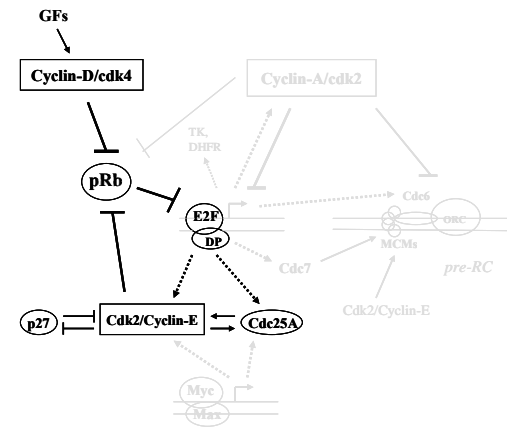 GFs
Cyclin-D/cdk4
Cyclin-A/cdk2
TK,
DHFR
pRb
Cdc6
E2F
ORC
DP
MCMs
Cdc7
pre-RC
Cdk2/Cyclin-E
p27
Cdk2/Cyclin-E
Cdc25A
Myc
Max